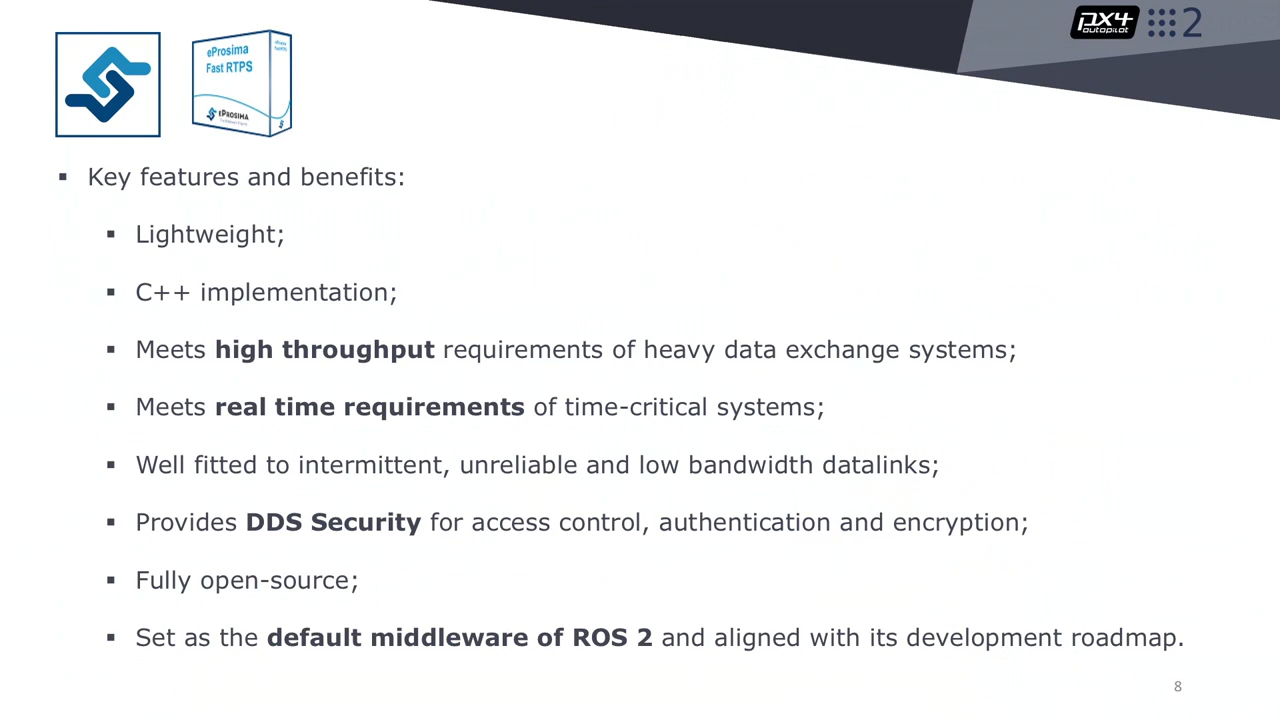 PX4
autopilot
2
eProsima
Fast RTPS
eProsima
Fast RTPS
ePROSIMA
Key features and benefits:
Lightweight;
C++ implementation;
Meets high throughput requirements of heavy data exchange systems;
Meets real time requirements of time-critical systems;
Well fitted to intermittent, unreliable and low bandwidth datalinks;
Provides DDS Security for access control, authentication and encryption;
Fully open-source;
Set as the default middleware of ROS 2 and aligned with its development roadmap.
8